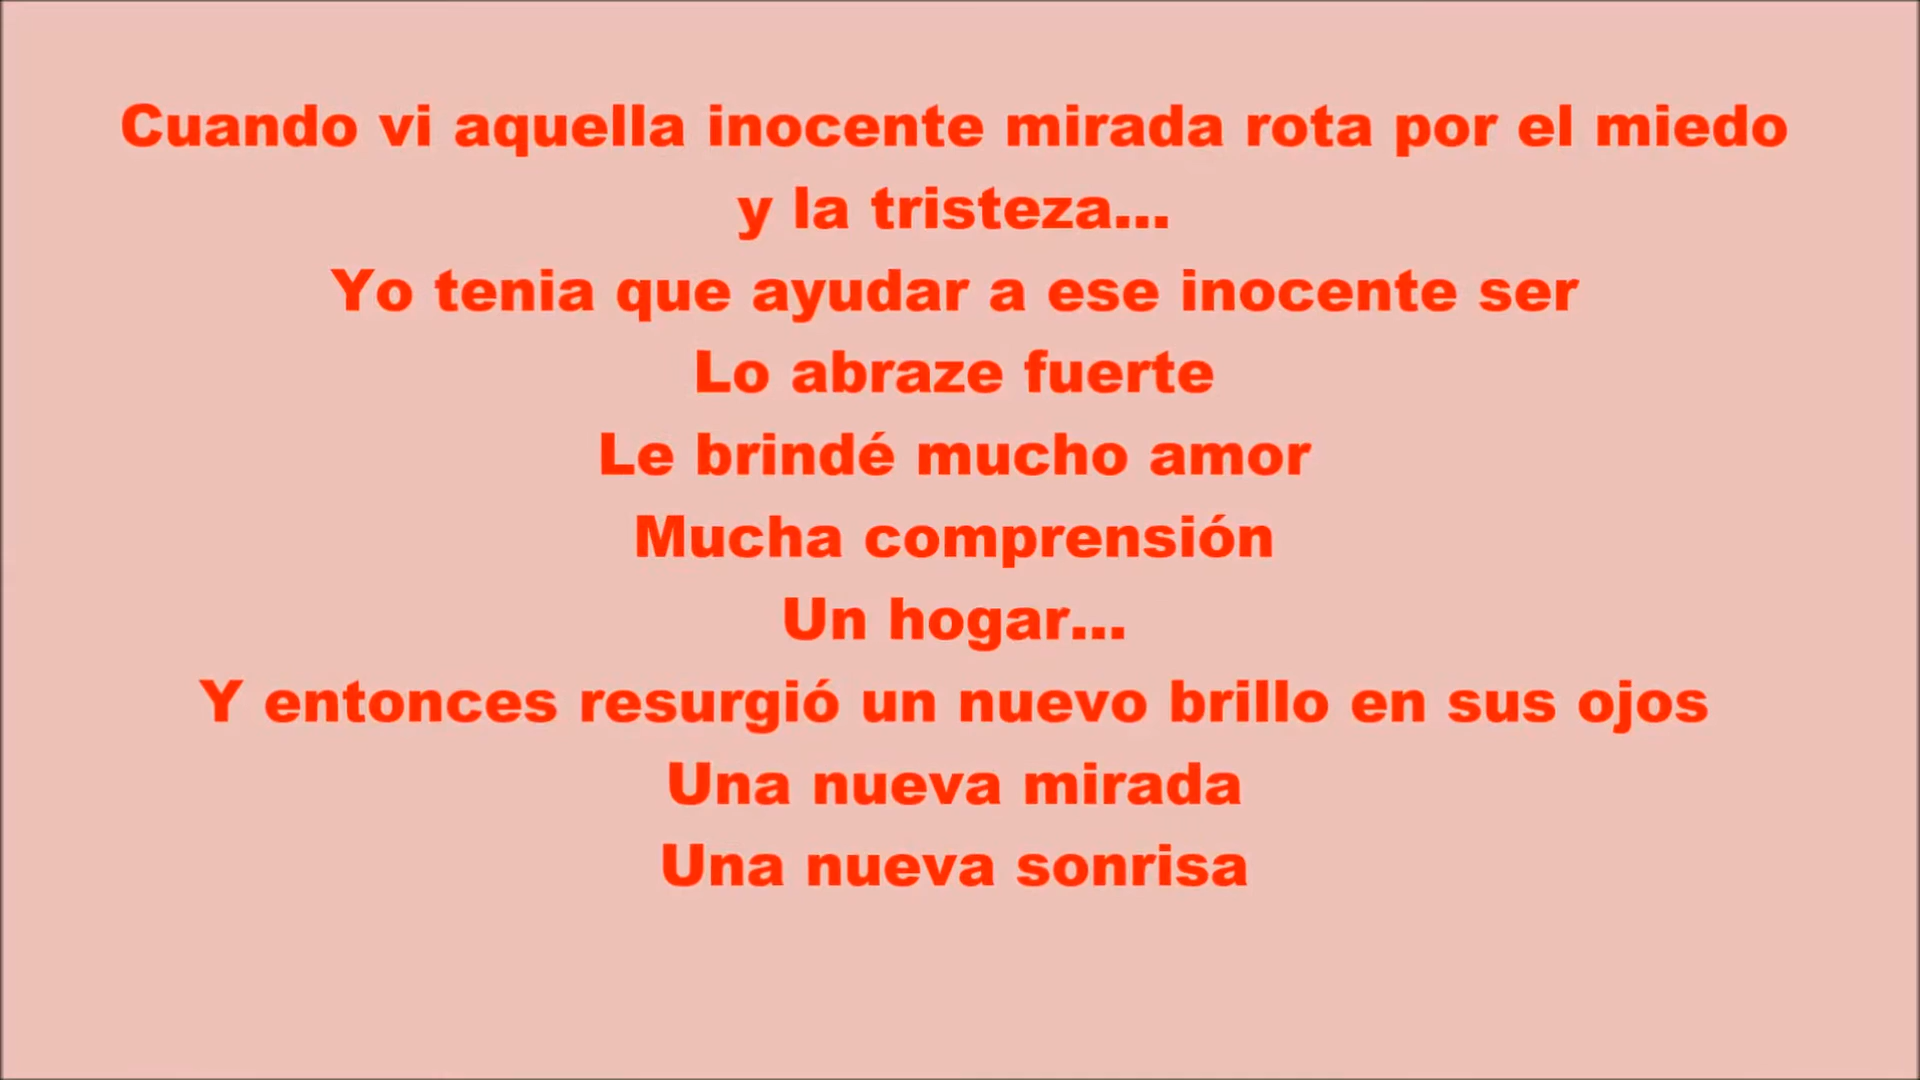 Cuando vi aquella inocente mirada rota por el miedo
y la tristeza...
Yo tenia que ayudar a ese inocente ser
Lo abraze fuerte
Le brindé mucho amor
Mucha comprensión
Un hogar...
Y entonces resurgió un nuevo brillo en sus ojos
Una nueva mirada
Una nueva sonrisa